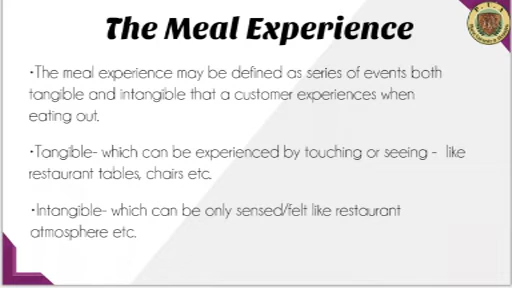 The Meal Experience
•The meal experience may be defined as series of events both
tangible and intangible that a customer experiences when
eating out.
•Tangible- which can be experienced by touching or seeing - like
restaurant tables, chairs etc.
•Intangible- which can be only sensed/felt like restaurant
atmosphere etc.